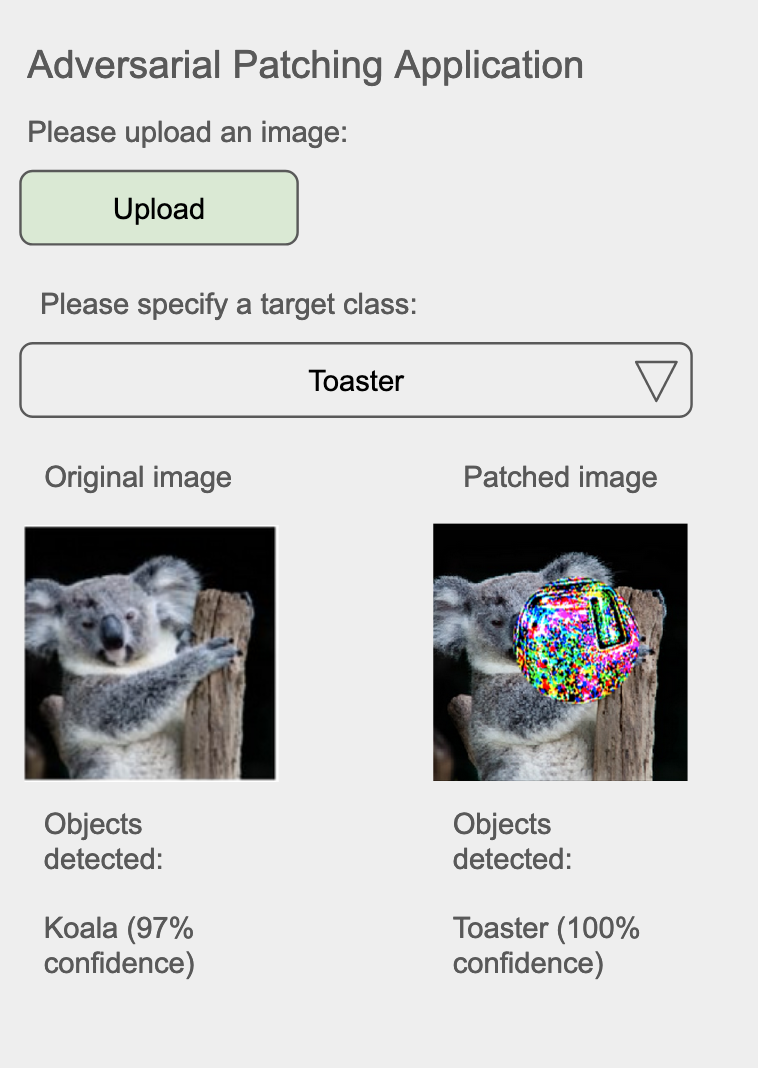 Adversarial Patching Application
Please upload an image:
Upload
Please specify a target class:
Toaster
Original image
Patched image
Objects
detected:
Koala (97%
confidence)
Objects
detected:
Toaster (100%
confidence)